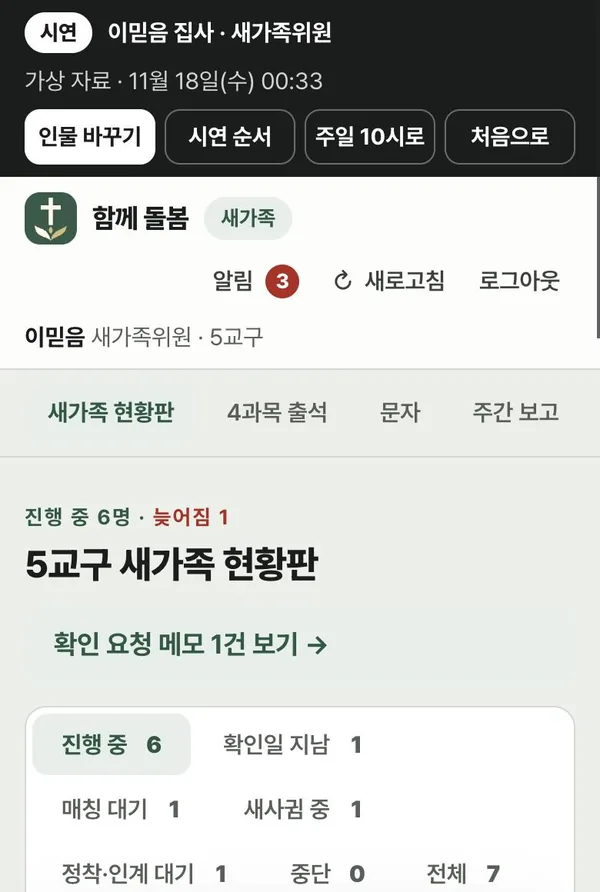 시연 이믿음 집사 · 새가족위원
가상 자료 · 11월 18일(수) 00:33
인물 바꾸기 시연 순서 주일 10시로 처음으로
함께 돌봄 새가족
알림 3 새로고침 로그아웃
이믿음 새가족위원 · 5교구
새가족 현황판 4과목 출석 문자 주간 보고
진행 중 6명 · 늦어짐 1
5교구 새가족 현황판
확인 요청 메모 1건 보기 →
진행 중 6 확인일 지남 1
매칭 대기 1 새사귐 중 1
정착·인계 대기 1 중단 0 전체 7